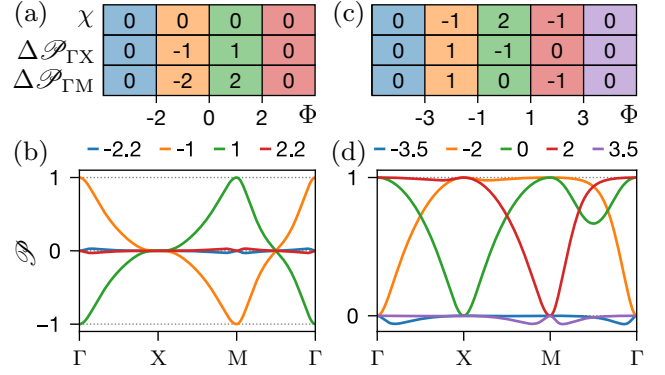 (a)
χ 0 0 0 0
Δ𝒫ΓX 0 -1 1 0
Δ𝒫ΓM 0 -2 2 0
-2 0 2 Φ
(c)
0 -1 2 -1 0
0 1 -1 0 0
0 1 0 -1 0
-3 -1 1 3 Φ
(b)
-2.2 -1 1 2.2
1
0
−1
𝒫
Γ X M Γ
(d)
-3.5 -2 0 2 3.5
1
0
Γ X M Γ